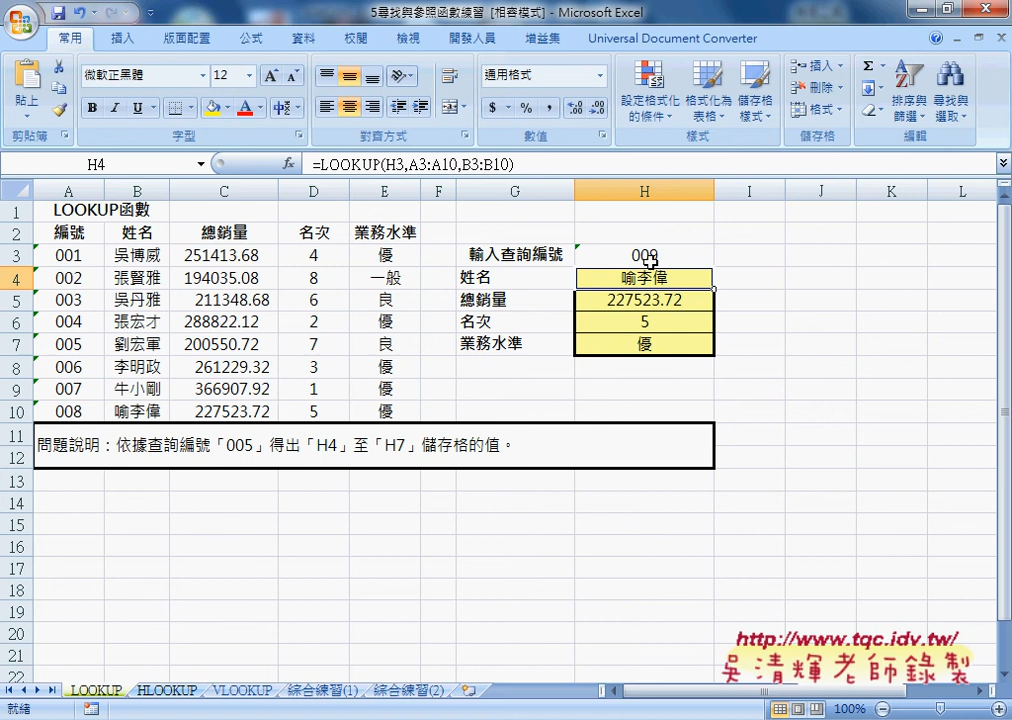 5尋找與參照函數練習 [相容模式] - Microsoft Excel
常用 插入 版面配置 公式 資料 校閱 檢視 開發人員 增益集 Universal Document Converter
貼上 微軟正黑體 12 通用格式 設定格式化的條件 格式化為表格 儲存格樣式 插入 刪除 格式 排序與篩選 尋找與選取
剪貼簿 字型 對齊方式 數值 樣式 儲存格 編輯
H4 fx =LOOKUP(H3,A3:A10,B3:B10)
A B C D E F G H I J K L
1 LOOKUP函數
2 編號 姓名 總銷量 名次 業務水準
3 001 吳博威 251413.68 4 優 輸入查詢編號 009
4 002 張賢雅 194035.08 8 一般 姓名 喻李偉
5 003 吳丹雅 211348.68 6 良 總銷量 227523.72
6 004 張宏才 288822.12 2 優 名次 5
7 005 劉宏軍 200550.72 7 良 業務水準 優
8 006 李明政 261229.32 3 優
9 007 牛小剛 366907.92 1 優
10 008 喻李偉 227523.72 5 優
11 問題說明：依據查詢編號「005」得出「H4」至「H7」儲存格的值。
12
13
14
15
16
17
18
19
20
21
22
http://www.tqc.idv.tw/
吳清輝老師錄製
LOOKUP HLOOKUP VLOOKUP 綜合練習(1) 綜合練習(2)
就緒 100%